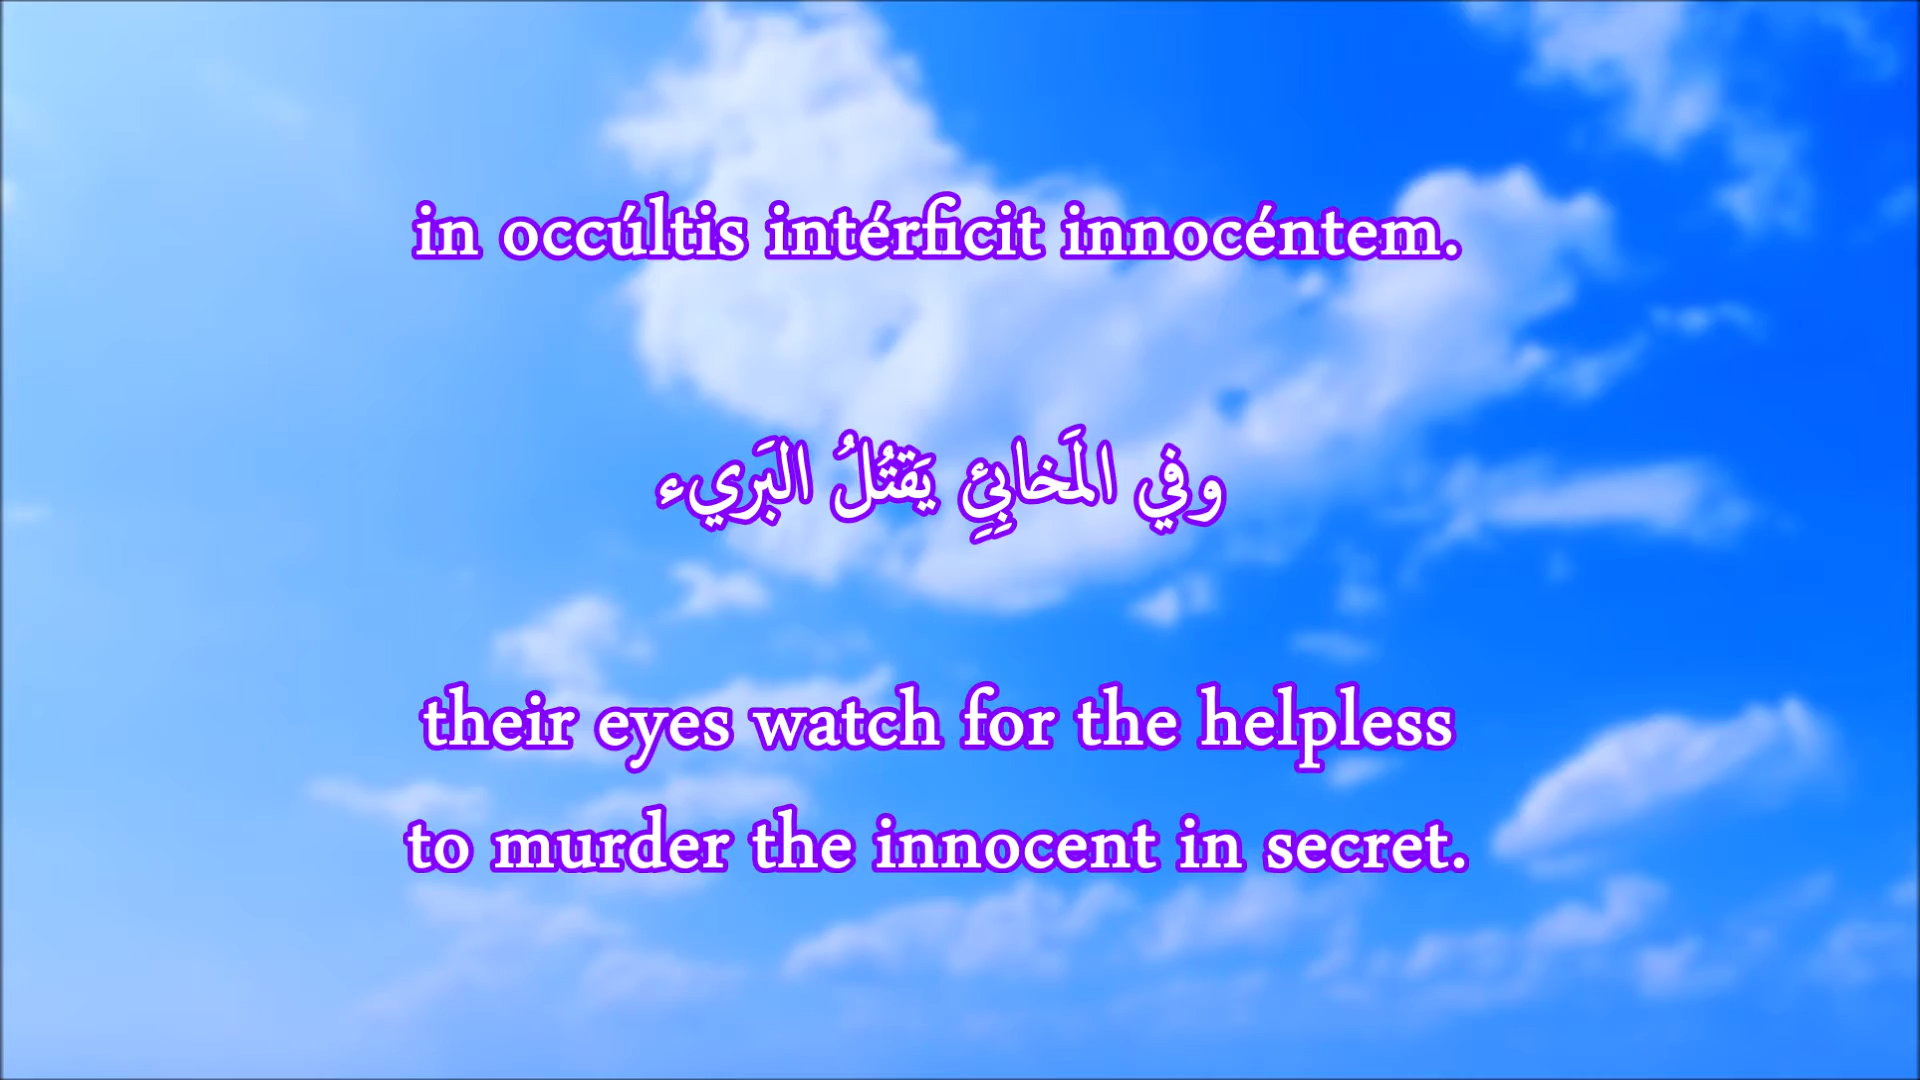 in occúltis intérficit innocéntem.
وفي المَخابِئِ يَقتُلُ البَريء
their eyes watch for the helpless
to murder the innocent in secret.